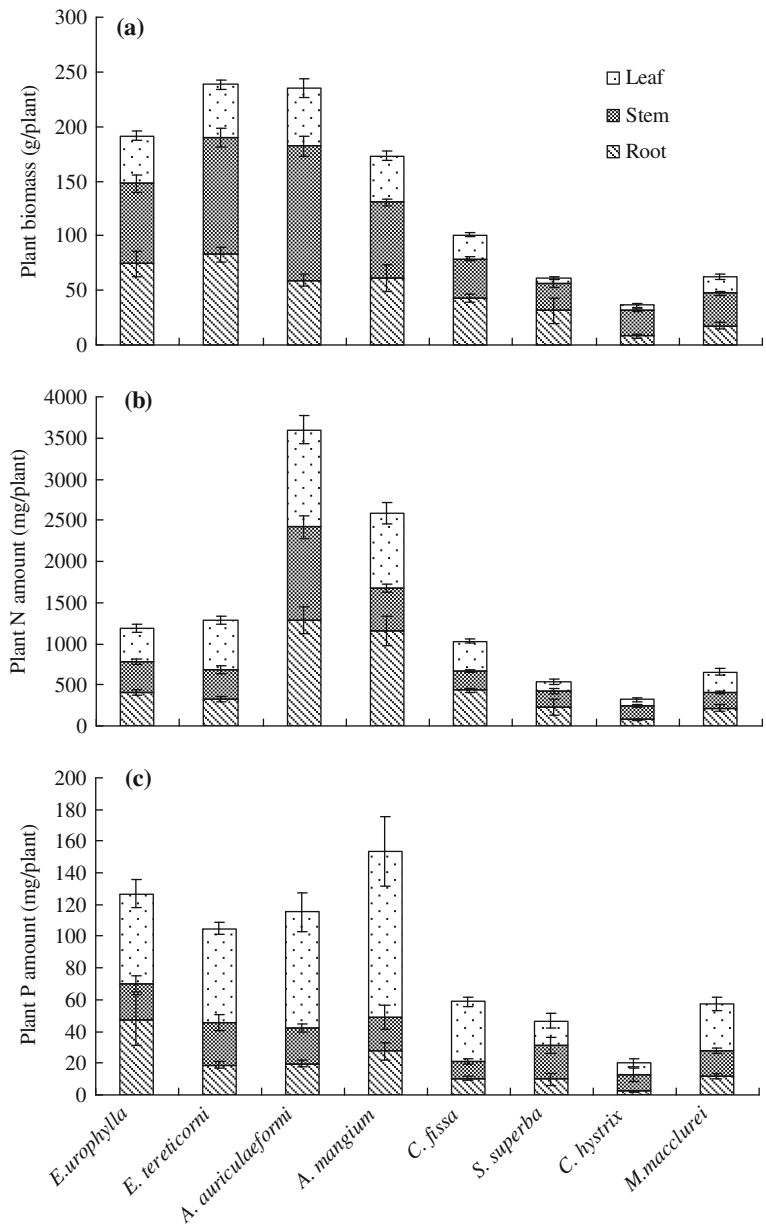 (a)
Plant biomass (g/plant)
300
250
200
150
100
50
0
Leaf
Stem
Root
(b)
Plant N amount (mg/plant)
4000
3500
3000
2500
2000
1500
1000
500
0
(c)
Plant P amount (mg/plant)
200
180
160
140
120
100
80
60
40
20
0
E.urophylla
E. tereticorni
A. auriculaeformi
A. mangium
C. fissa
S. superba
C. hystrix
M.macclurei